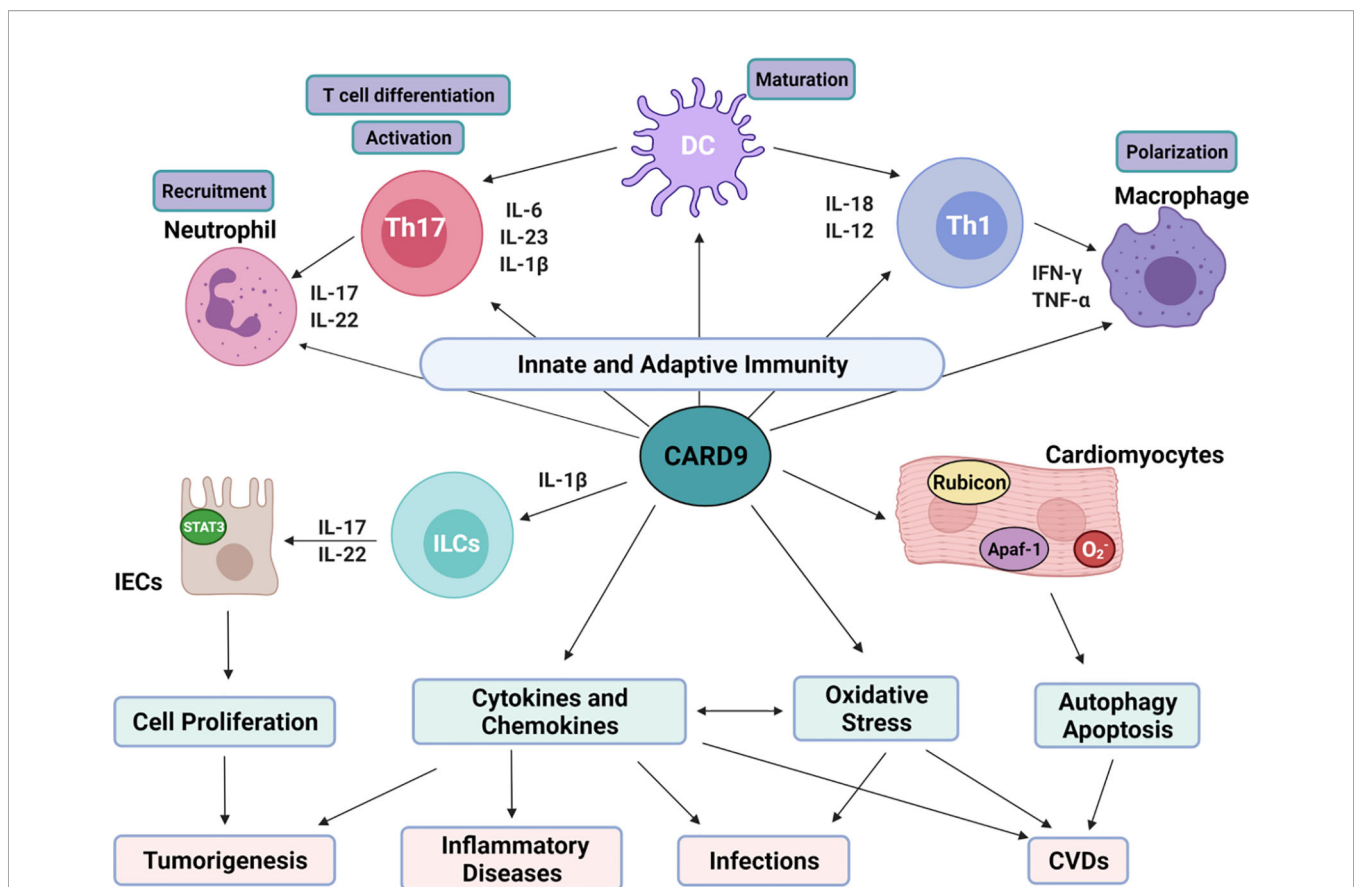 T cell differentiation
Activation
Maturation
DC
Recruitment
Neutrophil
Th17
IL-6
IL-23
IL-1β
IL-17
IL-22
IL-18
IL-12
Th1
Polarization
Macrophage
IFN-γ
TNF-α
Innate and Adaptive Immunity
CARD9
IL-1β
ILCs
IL-17
IL-22
STAT3
IECs
Cardiomyocytes
Rubicon
Apaf-1
O₂⁻
Cell Proliferation
Cytokines and
Chemokines
Oxidative
Stress
Autophagy
Apoptosis
Tumorigenesis
Inflammatory
Diseases
Infections
CVDs